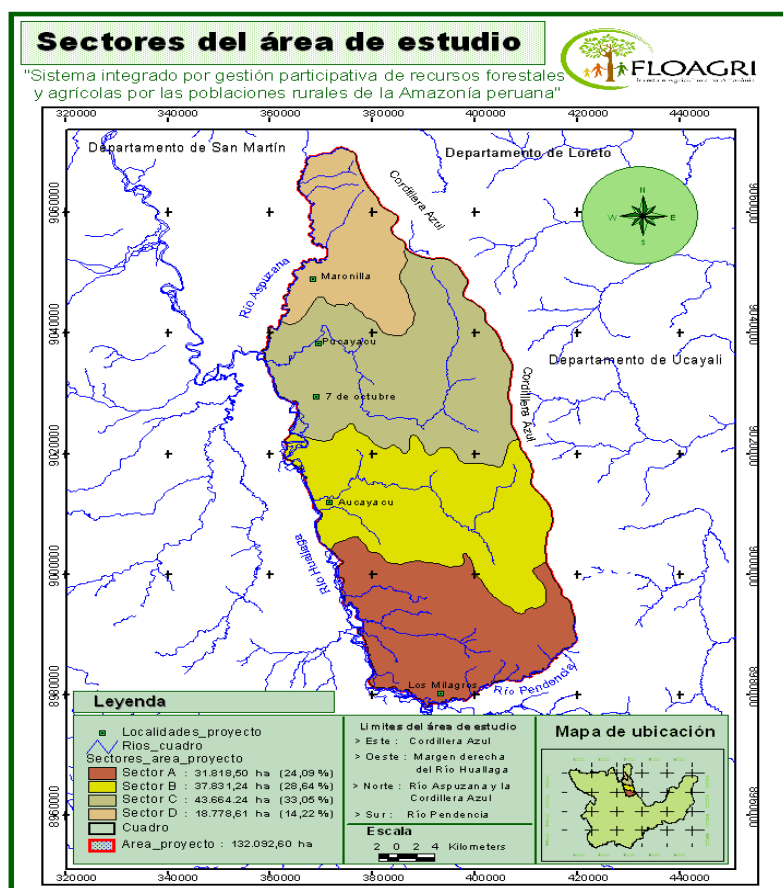 Sectores del área de estudio
FLOAGRI
"Sistema integrado por gestión participativa de recursos forestales
y agrícolas por las poblaciones rurales de la Amazonía peruana"
320000 340000 360000 380000 400000 420000 440000
Departamento de San Martín
Departamento de Loreto
Cordillera Azul
N
W E
S
9060000 9060000
Río Aspuzana
Maronilla
9040000 9040000
Pucayacu
Departamento de Ucayali
7 de octubre
Cordillera Azul
9020000 9020000
Aucayacu
Río Huallaga
9000000 9000000
Los Milagros
Río Pendencia
8980000 8980000
Leyenda
Localidades_proyecto
Rios_cuadro
Sectores_area_proyecto
Sector A : 31.818,50 ha (24,09 %)
Sector B : 37.831,24 ha (28,64 %)
Sector C : 43.664.24 ha (33,05 %)
Sector D : 18.778,61 ha (14,22 %)
Cuadro
Area_proyecto : 132.092,60 ha
Limites del área de estudio
> Este : Cordillera Azul
> Oeste : Margen derecha
del Río Huallaga
> Norte : Río Aspuzana y la
Cordillera Azul
> Sur : Río Pendencia
Escala
2 0 2 4 Kilometers
Mapa de ubicación
8960000 8960000
320000 340000 360000 380000 400000 420000 440000